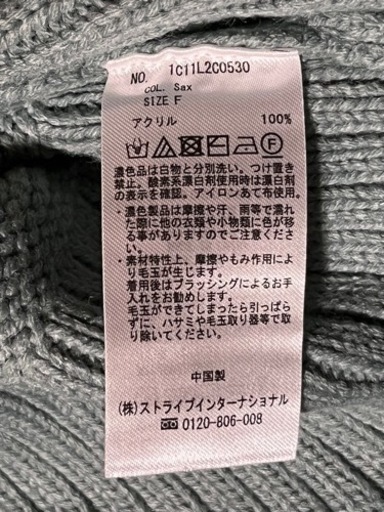 NO. 1C11L2C0530
COL. Sax
SIZE F
アクリル 100%
濃色品は白物と分別洗い。つけ置き
禁止。酸素系漂白剤使用時は漂白剤
の表示を確認。アイロンあて布使用。
・濃色製品は摩擦や汗、雨等で濡れ
た際に他の衣類や小物類に色が移
る事がありますのでご注意くださ
い。
・素材特性上、摩擦やもみ作用によ
り毛玉が生じます。
着用後はブラッシングによるお手
入れをお勧めします。
毛玉ができてしまったら引っぱら
ずに、ハサミや毛玉取り器等で取
り除いてください。
中国製
(株)ストライプインターナショナル
0120-806-008